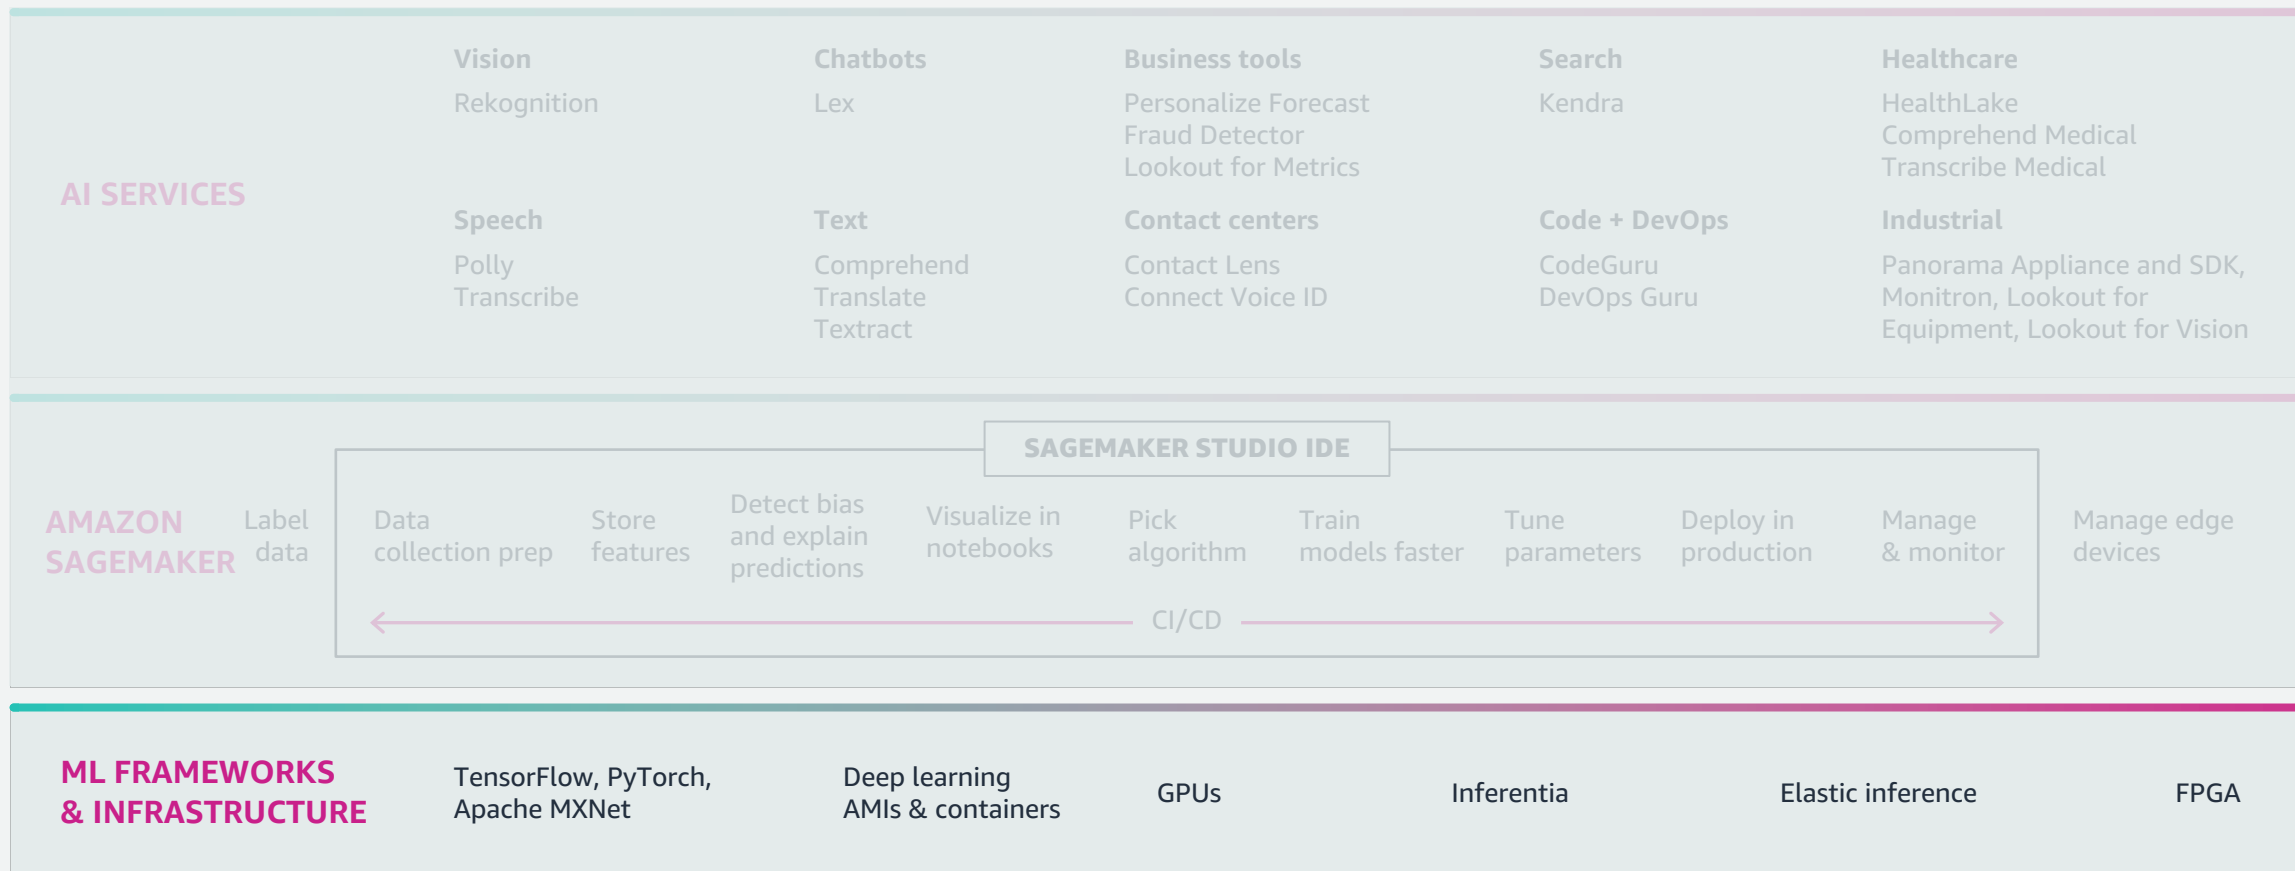 Vision
Rekognition
Chatbots
Lex
Business tools
Personalize Forecast
Fraud Detector
Lookout for Metrics
Search
Kendra
Healthcare
HealthLake
Comprehend Medical
Transcribe Medical
AI SERVICES
Speech
Polly
Transcribe
Text
Comprehend
Translate
Textract
Contact centers
Contact Lens
Connect Voice ID
Code + DevOps
CodeGuru
DevOps Guru
Industrial
Panorama Appliance and SDK,
Monitron, Lookout for
Equipment, Lookout for Vision
SAGEMAKER STUDIO IDE
AMAZON
SAGEMAKER
Label
data
Data
collection prep
Store
features
Detect bias
and explain
predictions
Visualize in
notebooks
Pick
algorithm
Train
models faster
Tune
parameters
Deploy in
production
Manage
& monitor
Manage edge
devices
CI/CD
ML FRAMEWORKS
& INFRASTRUCTURE
TensorFlow, PyTorch,
Apache MXNet
Deep learning
AMIs & containers
GPUs
Inferentia
Elastic inference
FPGA